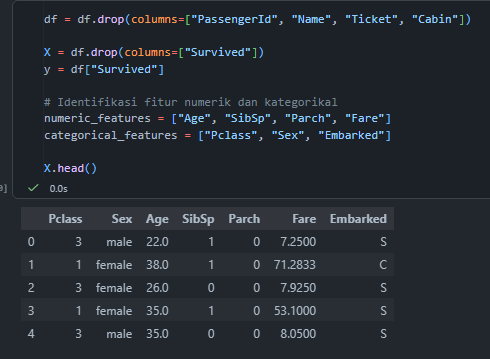 df = df.drop(columns=["PassengerId", "Name", "Ticket", "Cabin"])
X = df.drop(columns=["Survived"])
y = df["Survived"]
# Identifikasi fitur numerik dan kategorikal
numeric_features = ["Age", "SibSp", "Parch", "Fare"]
categorical_features = ["Pclass", "Sex", "Embarked"]
X.head()
] ✓ 0.0s
Pclass Sex Age SibSp Parch Fare Embarked
0 3 male 22.0 1 0 7.2500 S
1 1 female 38.0 1 0 71.2833 C
2 3 female 26.0 0 0 7.9250 S
3 1 female 35.0 1 0 53.1000 S
4 3 male 35.0 0 0 8.0500 S